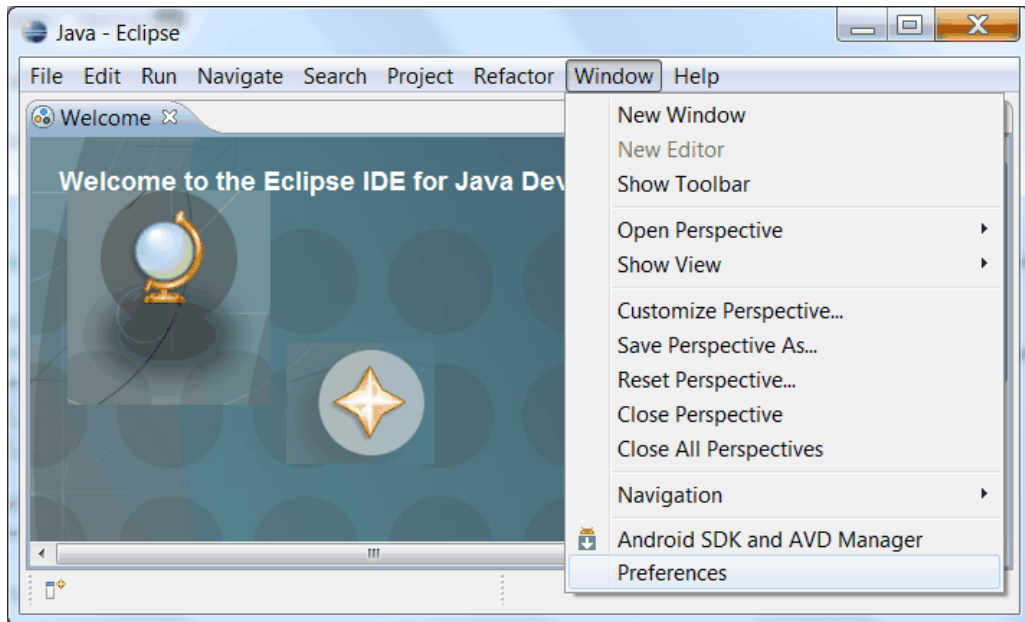 Java - Eclipse
File Edit Run Navigate Search Project Refactor Window Help
Welcome
Welcome to the Eclipse IDE for Java Dev
New Window
New Editor
Show Toolbar
Open Perspective
Show View
Customize Perspective...
Save Perspective As...
Reset Perspective...
Close Perspective
Close All Perspectives
Navigation
Android SDK and AVD Manager
Preferences